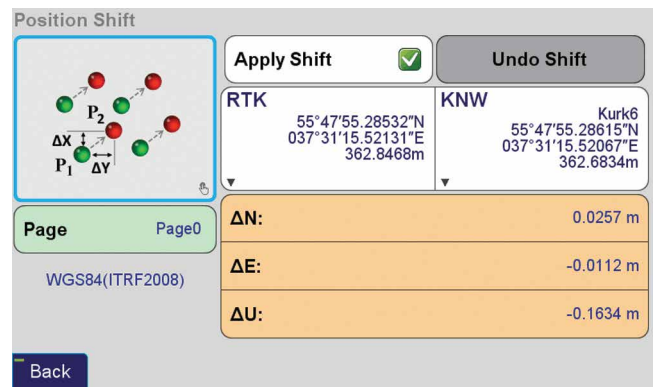 Position Shift
P₂
ΔX
P₁ ΔY
Page Page0
WGS84(ITRF2008)
Back
Apply Shift
Undo Shift
RTK
55°47'55.28532"N
037°31'15.52131"E
362.8468m
KNW
Kurk6
55°47'55.28615"N
037°31'15.52067"E
362.6834m
ΔN: 0.0257 m
ΔE: -0.0112 m
ΔU: -0.1634 m